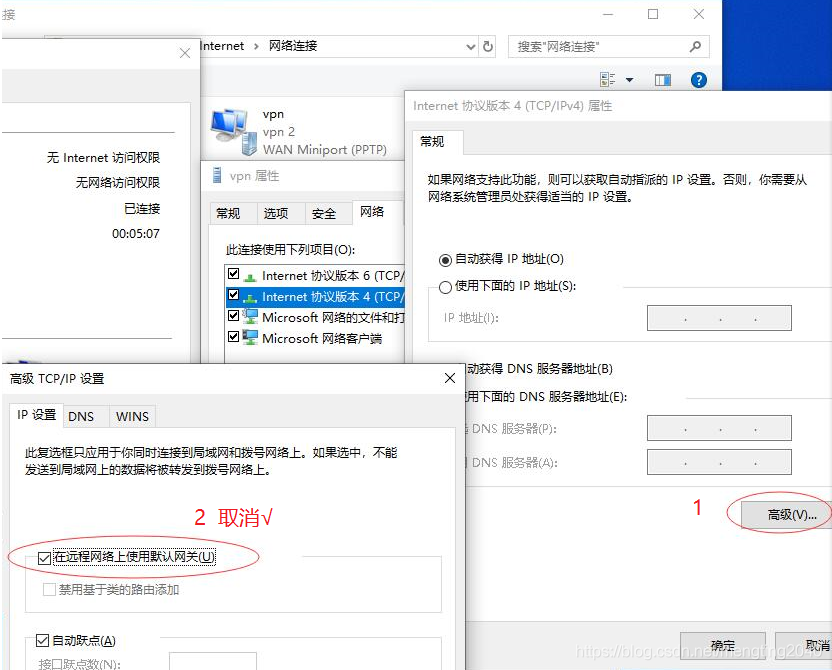 接
Internet › 网络连接
搜索"网络连接"
vpn
vpn 2
WAN Miniport (PPTP)
无 Internet 访问权限
无网络访问权限
已连接
00:05:07
vpn 属性
常规 选项 安全 网络
此连接使用下列项目(O):
Internet 协议版本 6 (TCP/
Internet 协议版本 4 (TCP/
Microsoft 网络的文件和打
Microsoft 网络客户端
Internet 协议版本 4 (TCP/IPv4) 属性
常规
如果网络支持此功能，则可以获取自动指派的 IP 设置。否则，你需要从
网络系统管理员处获得适当的 IP 设置。
自动获得 IP 地址(O)
使用下面的 IP 地址(S):
IP 地址(I):
动获得 DNS 服务器地址(B)
用下面的 DNS 服务器地址(E):
DNS 服务器(P):
DNS 服务器(A):
1
高级(V)...
确定 取消
高级 TCP/IP 设置
IP 设置 DNS WINS
此复选框只应用于你同时连接到局域网和拨号网络上。如果选中，不能
发送到局域网上的数据将被转发到拨号网络上。
2 取消√
在远程网络上使用默认网关(U)
禁用基于类的路由添加
自动跃点(A)
接口跃点数(N):